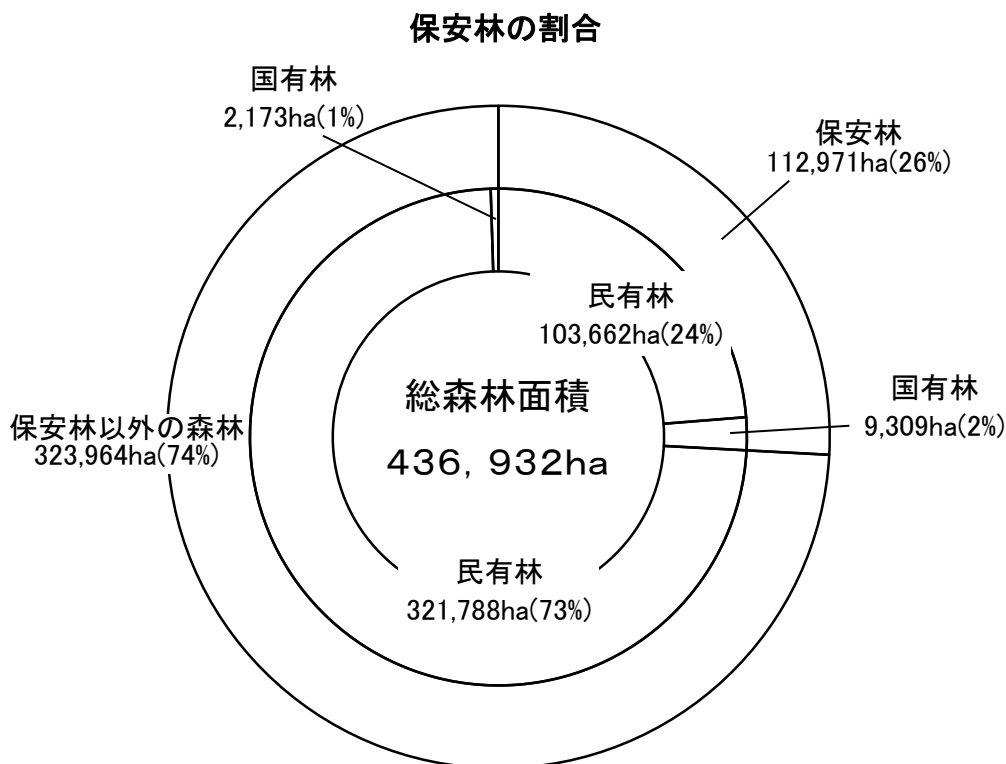 保安林の割合
国有林
2,173ha(1%)
保安林
112,971ha(26%)
民有林
103,662ha(24%)
国有林
9,309ha(2%)
総森林面積
436, 932ha
保安林以外の森林
323,964ha(74%)
民有林
321,788ha(73%)